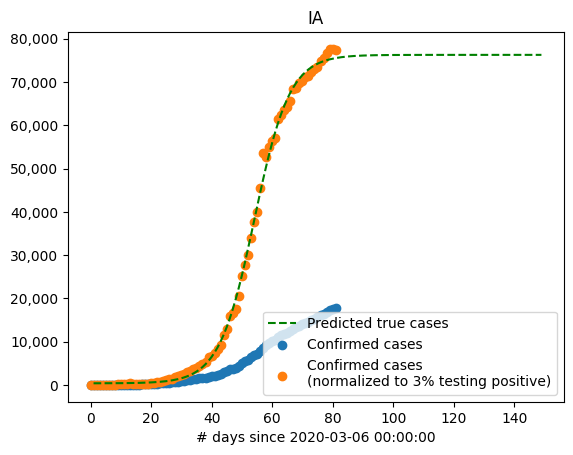 IA
80,000
70,000
60,000
50,000
40,000
30,000
20,000
10,000
0
Predicted true cases
Confirmed cases
Confirmed cases
(normalized to 3% testing positive)
0 20 40 60 80 100 120 140
# days since 2020-03-06 00:00:00